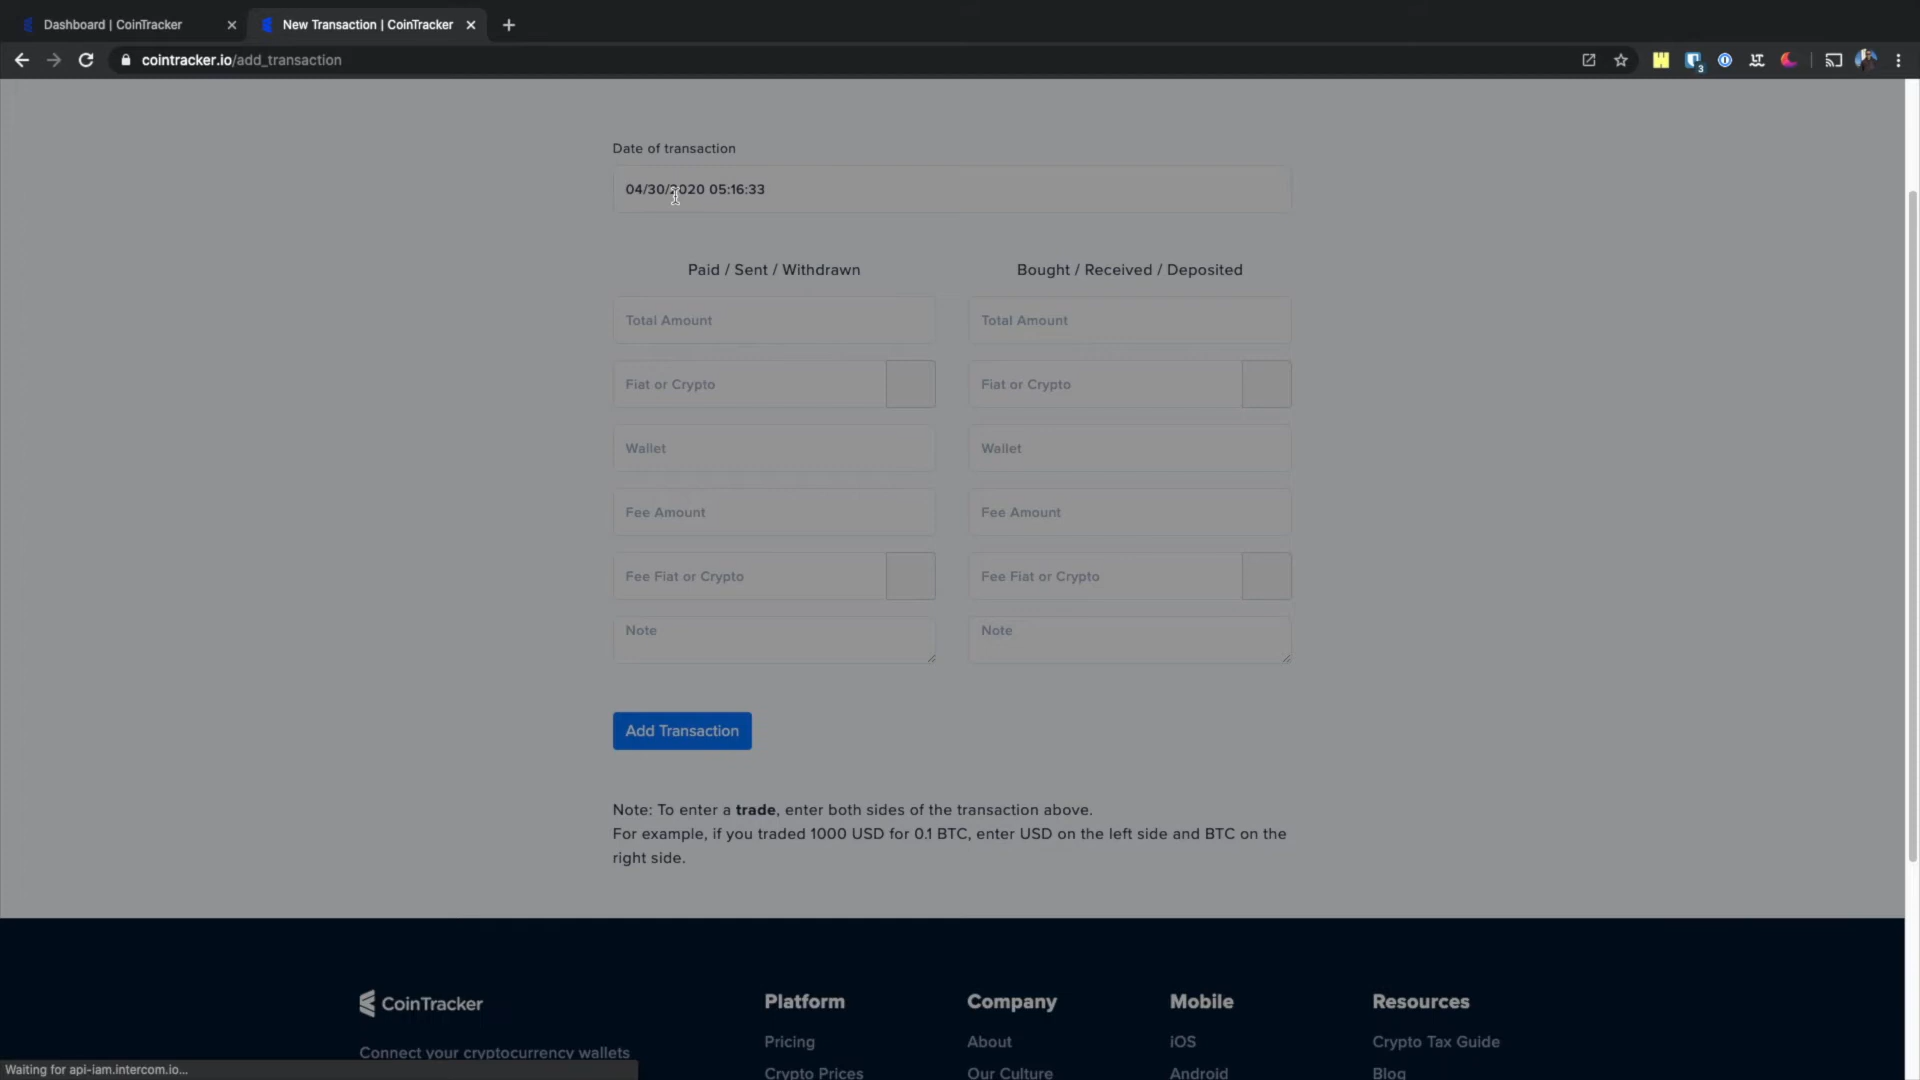 Dashboard | CoinTracker
New Transaction | CoinTracker
cointracker.io/add_transaction
3
Date of transaction
04/30/2020 05:16:33
Paid / Sent / Withdrawn
Bought / Received / Deposited
Total Amount
Total Amount
Fiat or Crypto
Fiat or Crypto
Wallet
Wallet
Fee Amount
Fee Amount
Fee Fiat or Crypto
Fee Fiat or Crypto
Note
Note
Add Transaction
Note: To enter a trade, enter both sides of the transaction above.
For example, if you traded 1000 USD for 0.1 BTC, enter USD on the left side and BTC on the
right side.
CoinTracker
Platform
Company
Mobile
Resources
Connect your cryptocurrency wallets
Pricing
About
iOS
Crypto Tax Guide
Crypto Prices
Our Culture
Android
Blog
Waiting for api-iam.intercom.io...